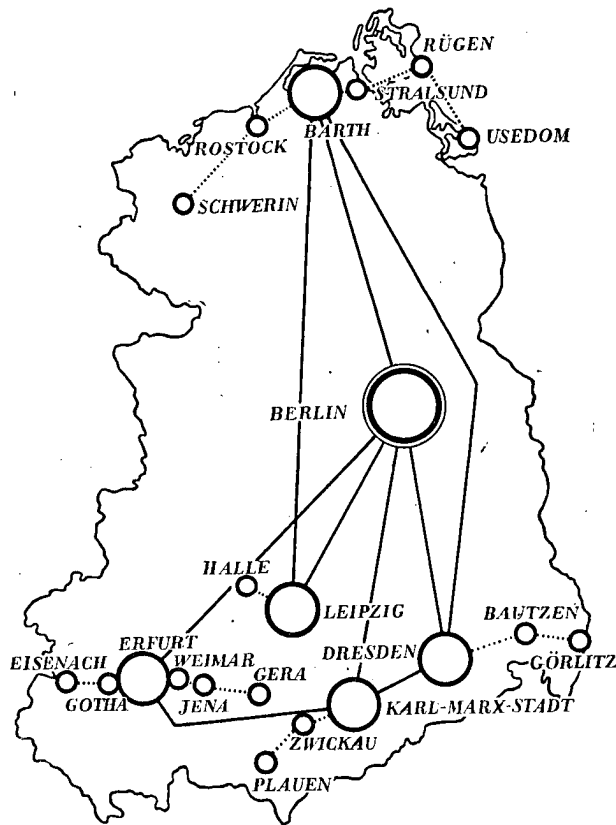 RÜGEN
STRALSUND
BARTH
USEDOM
ROSTOCK
SCHWERIN
BERLIN
HALLE
LEIPZIG
BAUTZEN
ERFURT
DRESDEN
GÖRLITZ
EISENACH
WEIMAR
GERA
GOTHA
JENA
KARL-MARX-STADT
ZWICKAU
PLAUEN